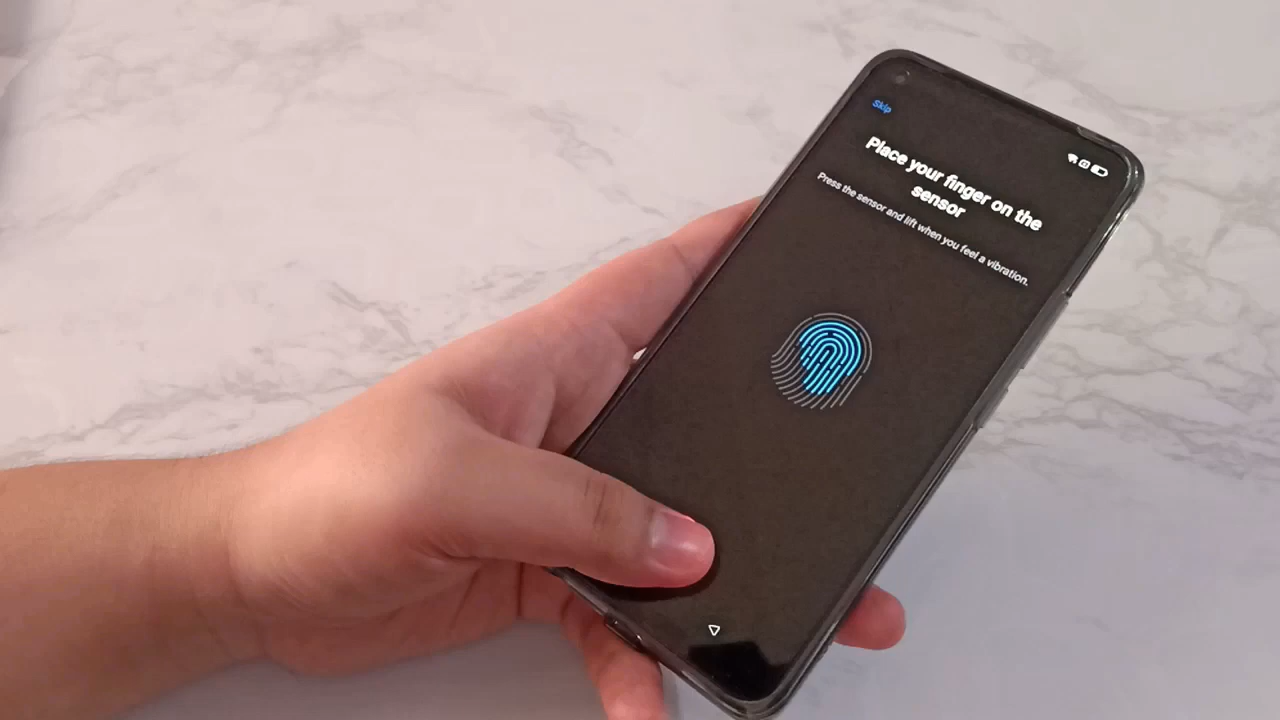 Skip
Place your finger on the
sensor
Press the sensor and lift when you feel a vibration.